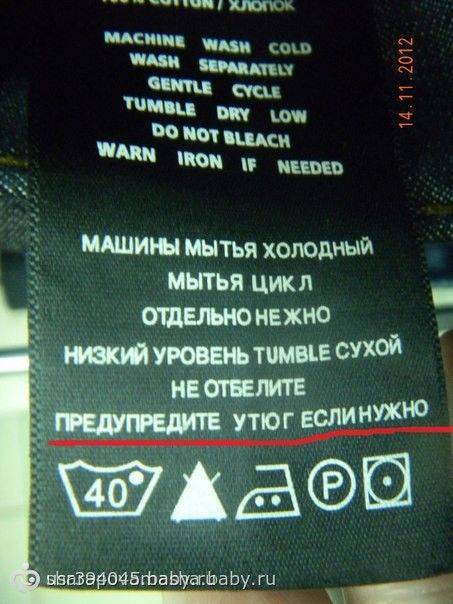 100% COTTON / ХЛОПОК
MACHINE WASH COLD
WASH SEPARATELY
GENTLE CYCLE
TUMBLE DRY LOW
DO NOT BLEACH
WARN IRON IF NEEDED
14.11.2012
МАШИНЫ МЫТЬЯ ХОЛОДНЫЙ
МЫТЬЯ ЦИКЛ
ОТДЕЛЬНО НЕЖНО
НИЗКИЙ УРОВЕНЬ TUMBLE СУХОЙ
НЕ ОТБЕЛИТЕ
ПРЕДУПРЕДИТЕ УТЮГ ЕСЛИ НУЖНО
40° P